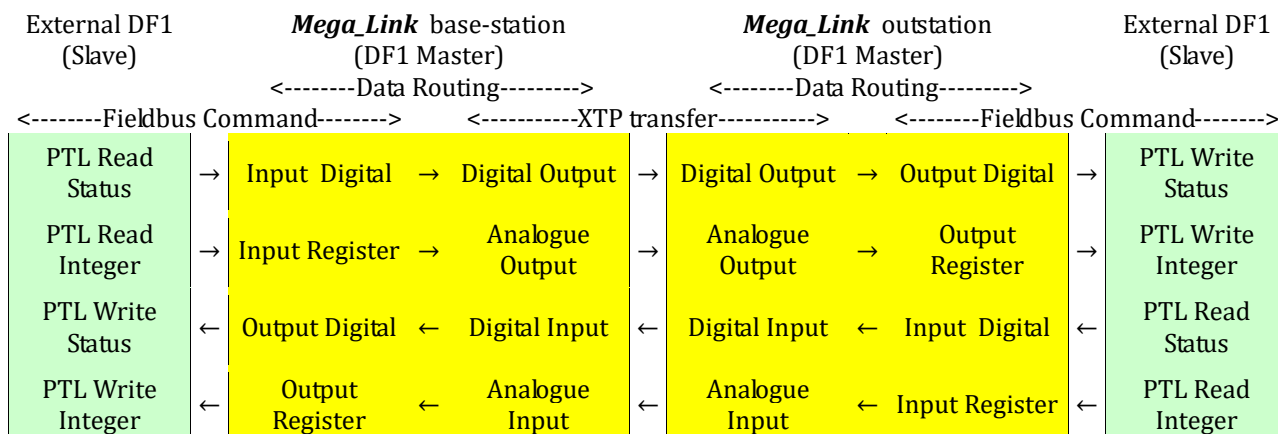 External DF1 Mega_Link base-station Mega_Link outstation External DF1
(Slave) (DF1 Master) (DF1 Master) (Slave)
<--------Data Routing---------> <--------Data Routing--------->
<--------Fieldbus Command--------> <-----------XTP transfer-----------> <--------Fieldbus Command-------->
PTL Read Status → Input Digital → Digital Output → Digital Output → Output Digital → PTL Write Status
PTL Read Integer → Input Register → Analogue Output → Analogue Output → Output Register → PTL Write Integer
PTL Write Status ← Output Digital ← Digital Input ← Digital Input ← Input Digital ← PTL Read Status
PTL Write Integer ← Output Register ← Analogue Input ← Analogue Input ← Input Register ← PTL Read Integer